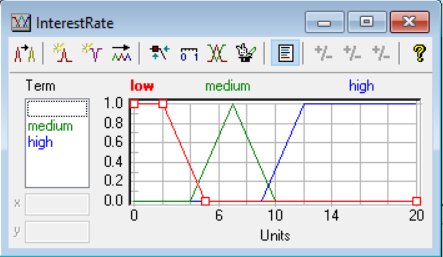 InterestRate
Term
low medium high
medium
high
1.0
0.8
0.6
0.4
0.2
0.0
0 6 10 14 20
Units
x
y